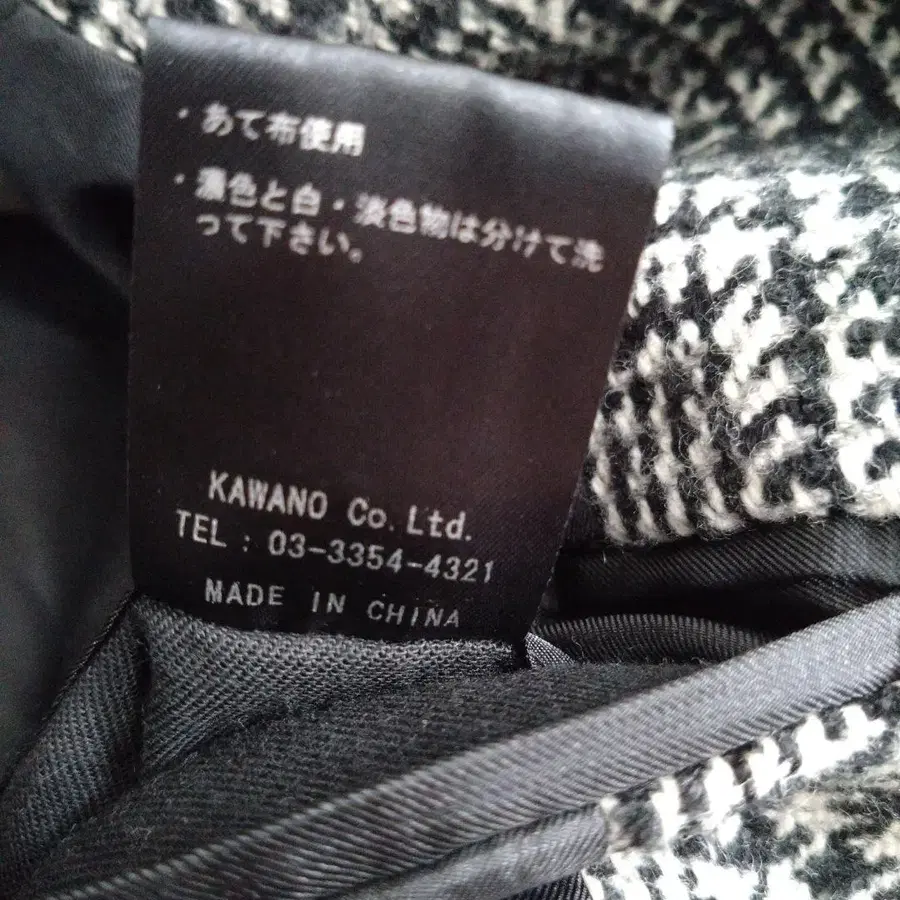 ・あて布使用
・濃色と白・淡色物は分けて洗
って下さい。
KAWANO Co. Ltd.
TEL : 03-3354-4321
MADE IN CHINA